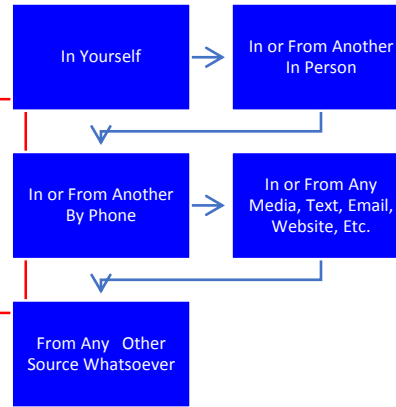 In Yourself
In or From Another
In Person
In or From Another
By Phone
In or From Any
Media, Text, Email,
Website, Etc.
From Any Other
Source Whatsoever